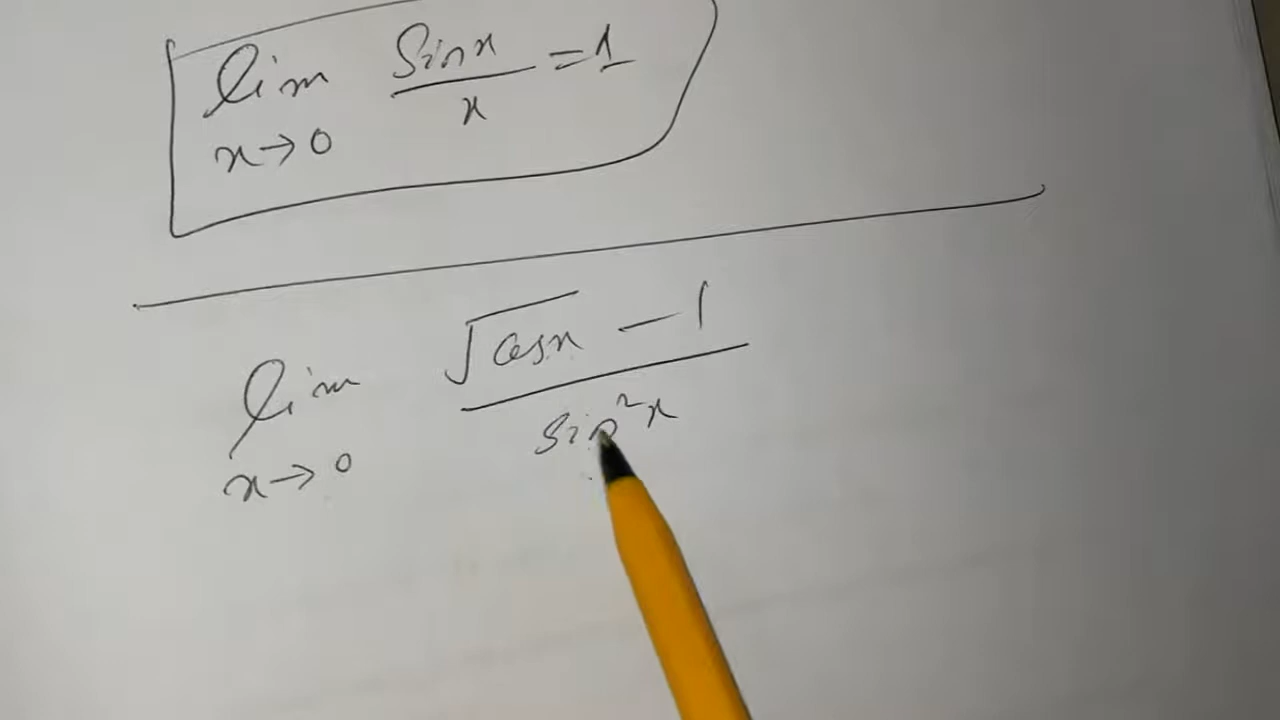 lim sinx/x = 1
x→0
lim √cosx − 1 / sin²x
x→0